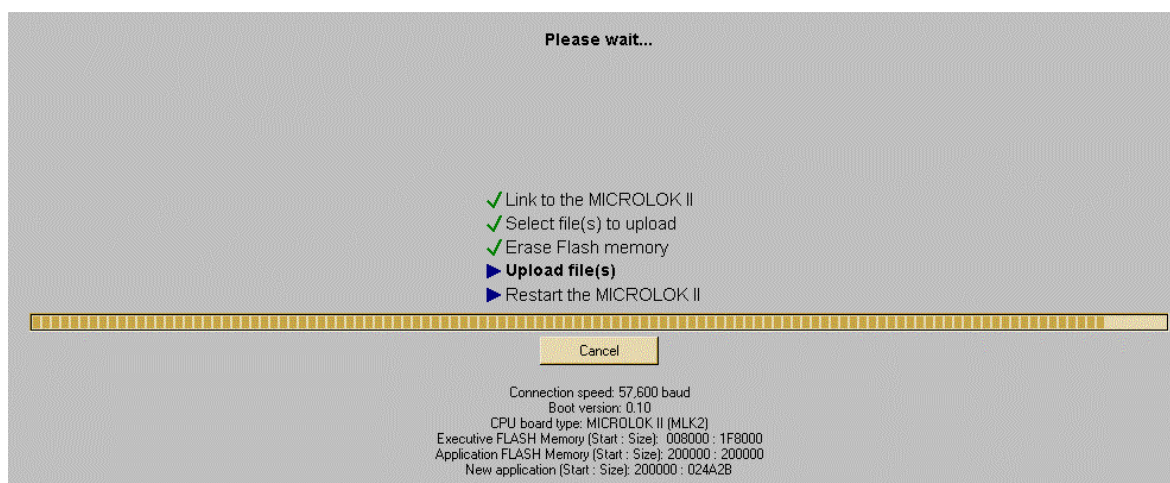 Please wait...
Link to the MICROLOK II
Select file(s) to upload
Erase Flash memory
Upload file(s)
Restart the MICROLOK II
Cancel
Connection speed: 57,600 baud
Boot version: 0.10
CPU board type: MICROLOK II (MLK2)
Executive FLASH Memory (Start : Size):  008000 : 1F8000
Application FLASH Memory (Start : Size): 200000 : 200000
New application (Start : Size): 200000 : 024A2B